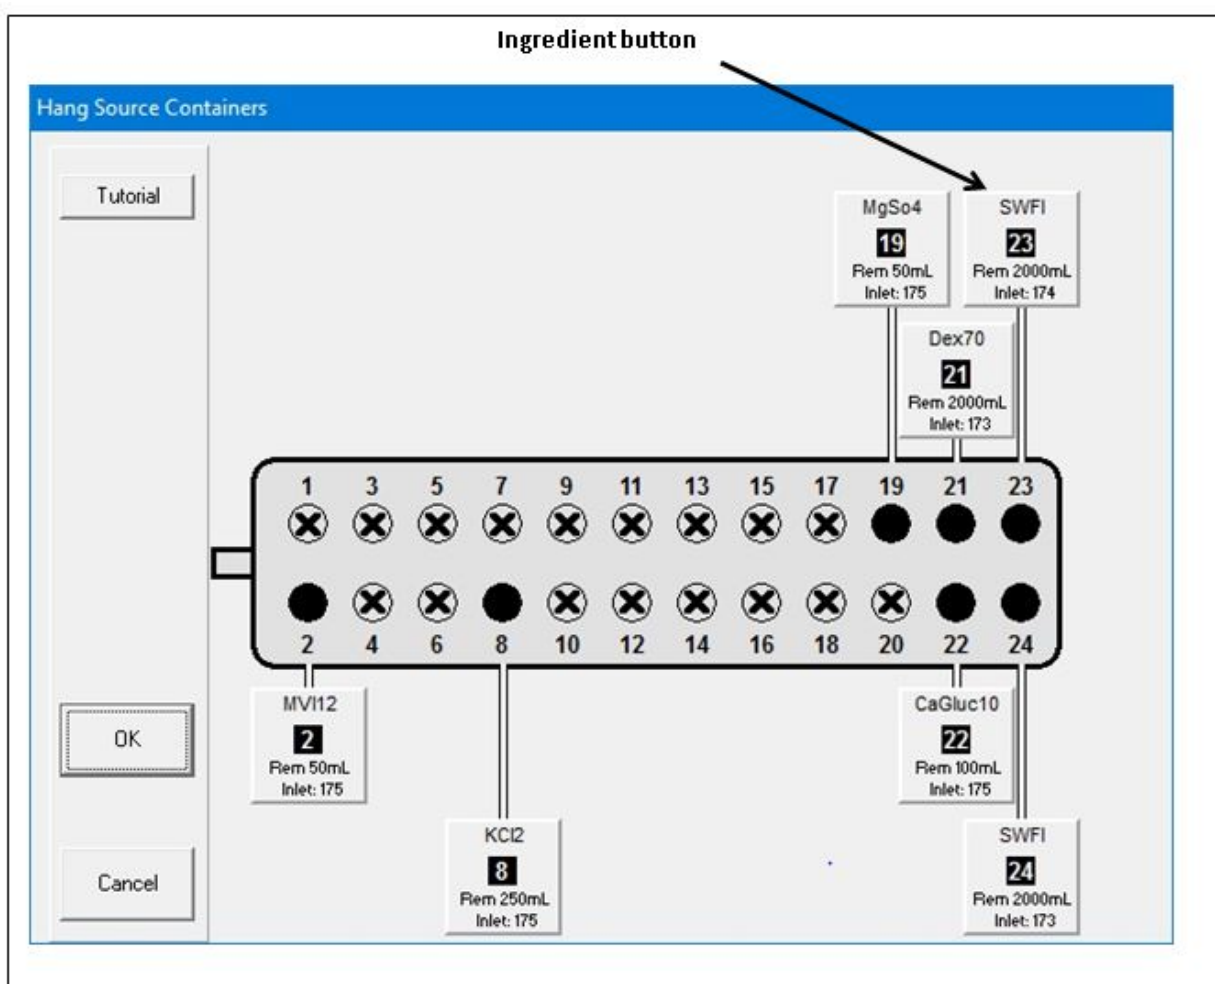 Ingredient button
Hang Source Containers
Tutorial
MgSo4
19
Rem 50mL
Inlet: 175
SWFI
23
Rem 2000mL
Inlet: 174
Dex70
21
Rem 2000mL
Inlet: 173
1 3 5 7 9 11 13 15 17 19 21 23
2 4 6 8 10 12 14 16 18 20 22 24
MVI12
2
Rem 50mL
Inlet: 175
CaGluc10
22
Rem 100mL
Inlet: 175
OK
KCl2
8
Rem 250mL
Inlet: 175
SWFI
24
Rem 2000mL
Inlet: 173
Cancel